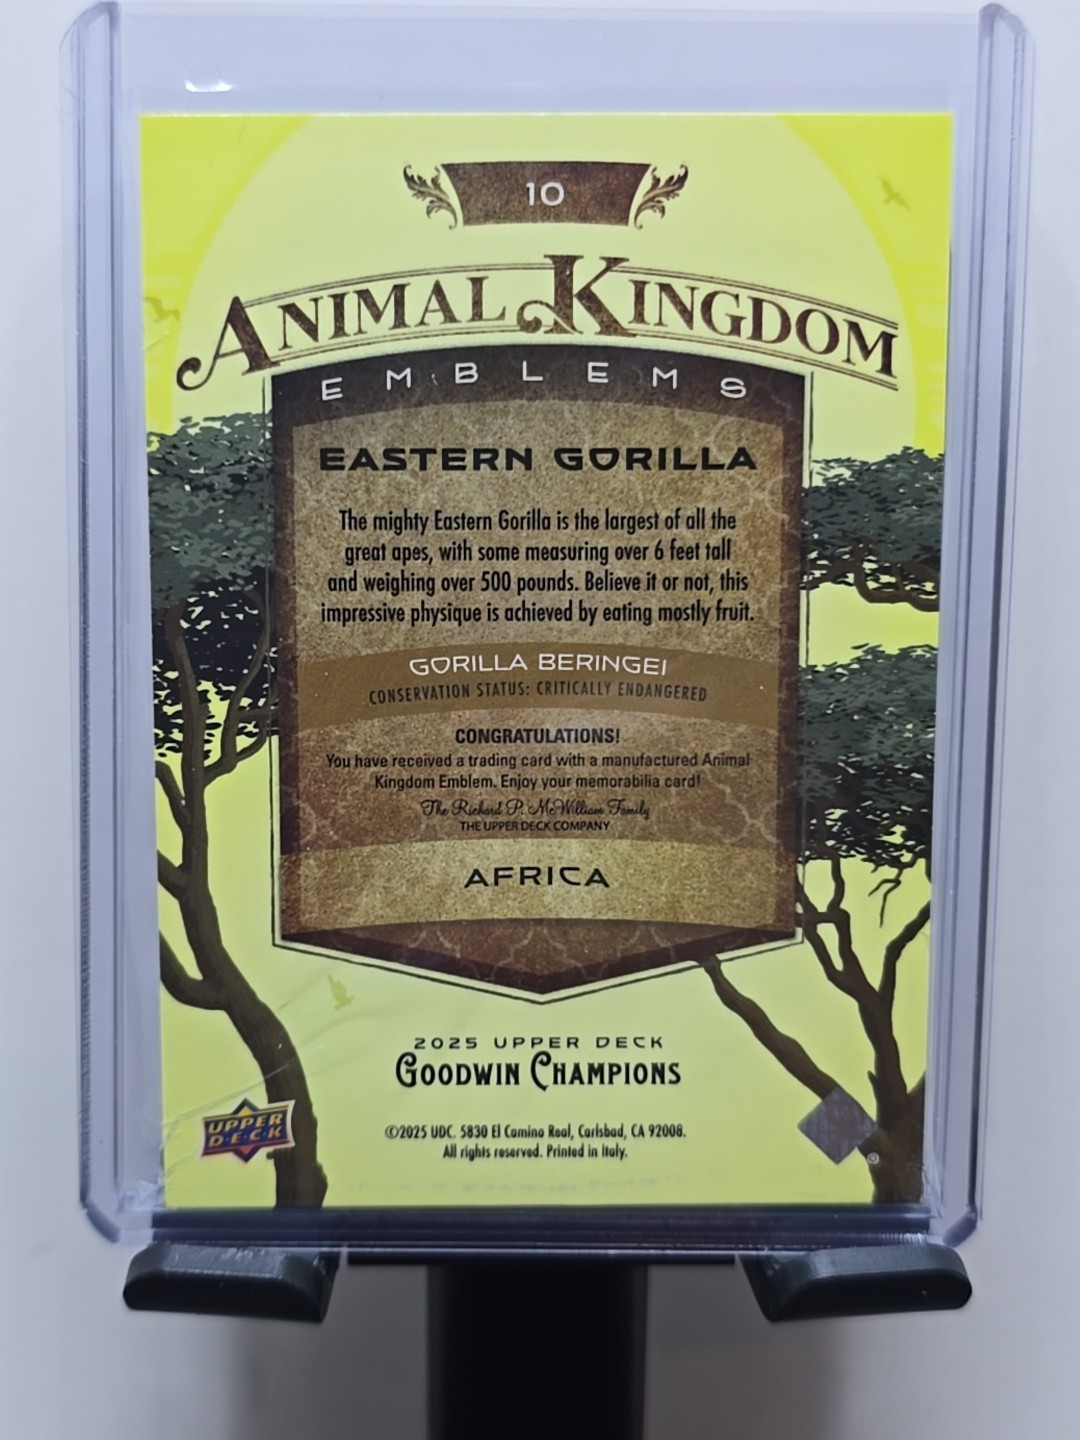 10
ANIMAL KINGDOM
EMBLEMS
EASTERN GORILLA
The mighty Eastern Gorilla is the largest of all the
great apes, with some measuring over 6 feet tall
and weighing over 500 pounds. Believe it or not, this
impressive physique is achieved by eating mostly fruit.
GORILLA BERINGEI
CONSERVATION STATUS: CRITICALLY ENDANGERED
CONGRATULATIONS!
You have received a trading card with a manufactured Animal
Kingdom Emblem. Enjoy your memorabilia card!
The Richard P. McWilliam Family
THE UPPER DECK COMPANY
AFRICA
2025 UPPER DECK
GOODWIN CHAMPIONS
UPPER
D·E·C·K
©2025 UDC. 5830 El Camino Real, Carlsbad, CA 92008.
All rights reserved. Printed in Italy.
®